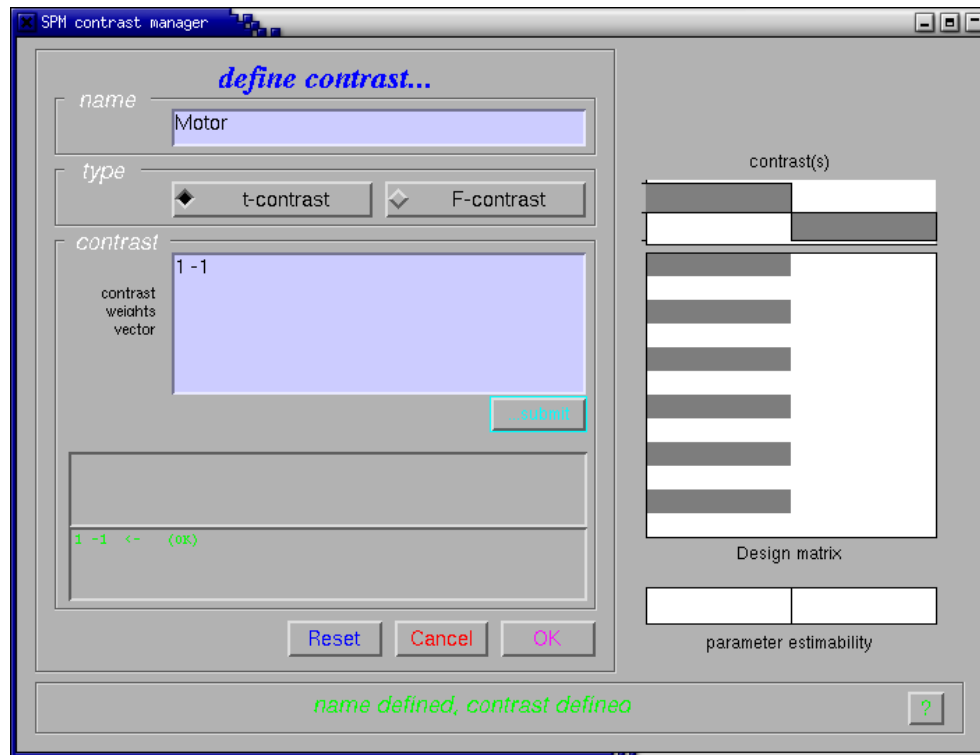 SPM contrast manager
define contrast...
name
Motor
type
t-contrast
F-contrast
contrast
contrast
weights
vector
1 -1
...submit
1 -1 <- (OK)
Reset
Cancel
OK
contrast(s)
Design matrix
parameter estimability
name defined, contrast defined
?